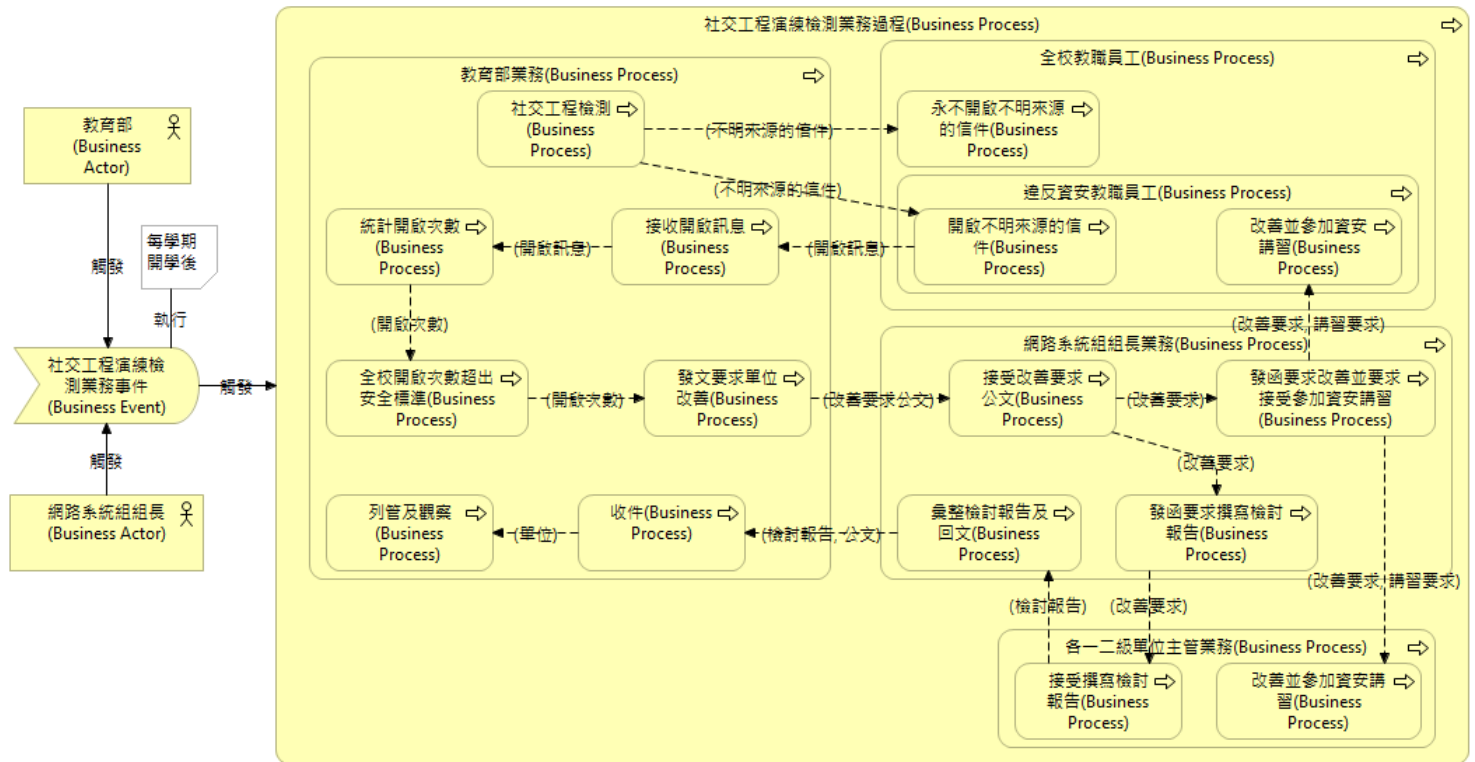 社交工程演練檢測業務過程(Business Process)
教育部
(Business
Actor)
觸發
每學期
開學後
執行
社交工程演練檢
測業務事件
(Business Event)
觸發
觸發
網路系統組組長
(Business Actor)
教育部業務(Business Process)
社交工程檢測
(Business
Process)
(不明來源的信件)
(不明來源的信件)
全校教職員工(Business Process)
永不開啟不明來源
的信件(Business
Process)
違反資安教職員工(Business Process)
開啟不明來源的信
件(Business
Process)
改善並參加資安
講習(Business
Process)
(開啟訊息)
接收開啟訊息
(Business
Process)
(開啟訊息)
統計開啟次數
(Business
Process)
(開啟次數)
(改善要求, 講習要求)
網路系統組組長業務(Business Process)
全校開啟次數超出
安全標準(Business
Process)
(開啟次數)
發文要求單位
改善(Business
Process)
(改善要求公文)
接受改善要求
公文(Business
Process)
(改善要求)
發函要求改善並要求
接受參加資安講習
(Business Process)
(改善要求)
列管及觀察
(Business
Process)
(單位)
收件(Business
Process)
(檢討報告, 公文)
彙整檢討報告及
回文(Business
Process)
發函要求撰寫檢討
報告(Business
Process)
(改善要求, 講習要求)
(檢討報告)
(改善要求)
各一二級單位主管業務(Business Process)
接受撰寫檢討
報告(Business
Process)
改善並參加資安講
習(Business
Process)